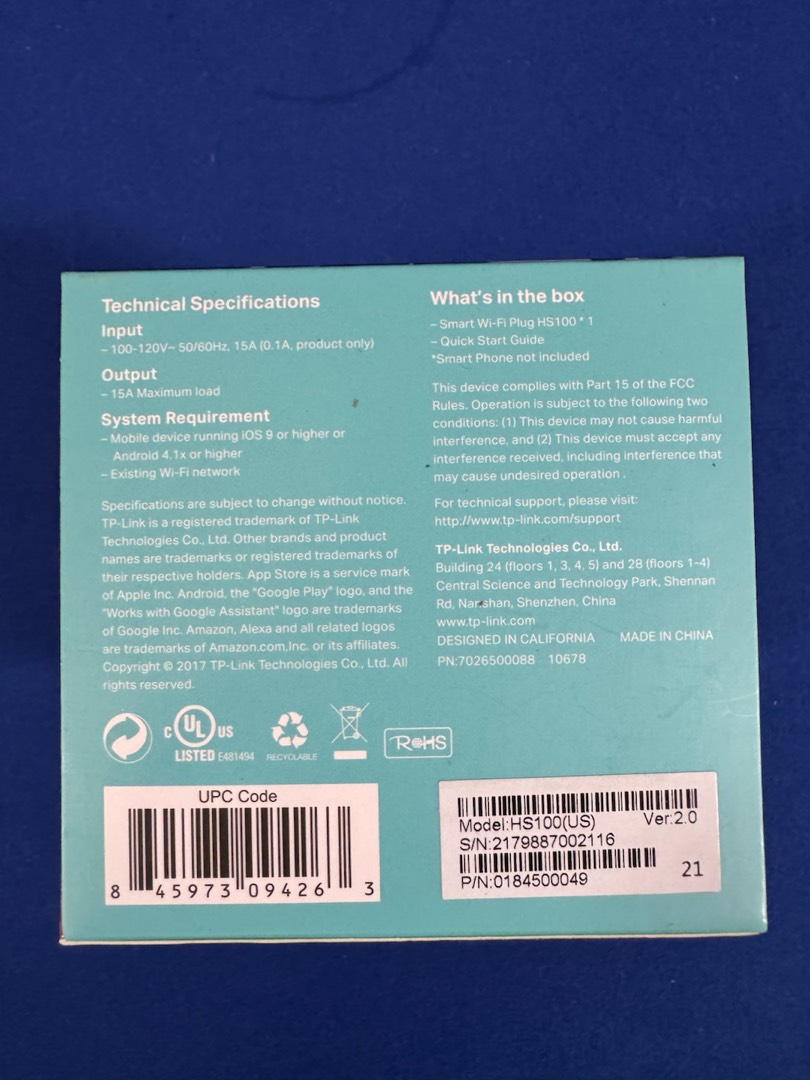 Technical Specifications
Input
– 100-120V~ 50/60Hz, 15A (0.1A, product only)
Output
– 15A Maximum load
System Requirement
– Mobile device running iOS 9 or higher or
Android 4.1x or higher
– Existing Wi-Fi network
Specifications are subject to change without notice.
TP-Link is a registered trademark of TP-Link
Technologies Co., Ltd. Other brands and product
names are trademarks or registered trademarks of
their respective holders. App Store is a service mark
of Apple Inc. Android, the "Google Play" logo, and the
"Works with Google Assistant" logo are trademarks
of Google Inc. Amazon, Alexa and all related logos
are trademarks of Amazon.com,Inc. or its affiliates.
Copyright © 2017 TP-Link Technologies Co., Ltd. All
rights reserved.
What's in the box
– Smart Wi-Fi Plug HS100 * 1
– Quick Start Guide
*Smart Phone not included
This device complies with Part 15 of the FCC
Rules. Operation is subject to the following two
conditions: (1) This device may not cause harmful
interference, and (2) This device must accept any
interference received, including interference that
may cause undesired operation .
For technical support, please visit:
http://www.tp-link.com/support
TP-Link Technologies Co., Ltd.
Building 24 (floors 1, 3, 4, 5) and 28 (floors 1-4)
Central Science and Technology Park, Shennan
Rd, Nanshan, Shenzhen, China
www.tp-link.com
DESIGNED IN CALIFORNIA MADE IN CHINA
PN:7026500088 10678
C UL US
LISTED E481494
RECYCLABLE
RoHS
UPC Code
8 45973 09426 3
Model:HS100(US) Ver:2.0
S/N:2179887002116
P/N:0184500049
21